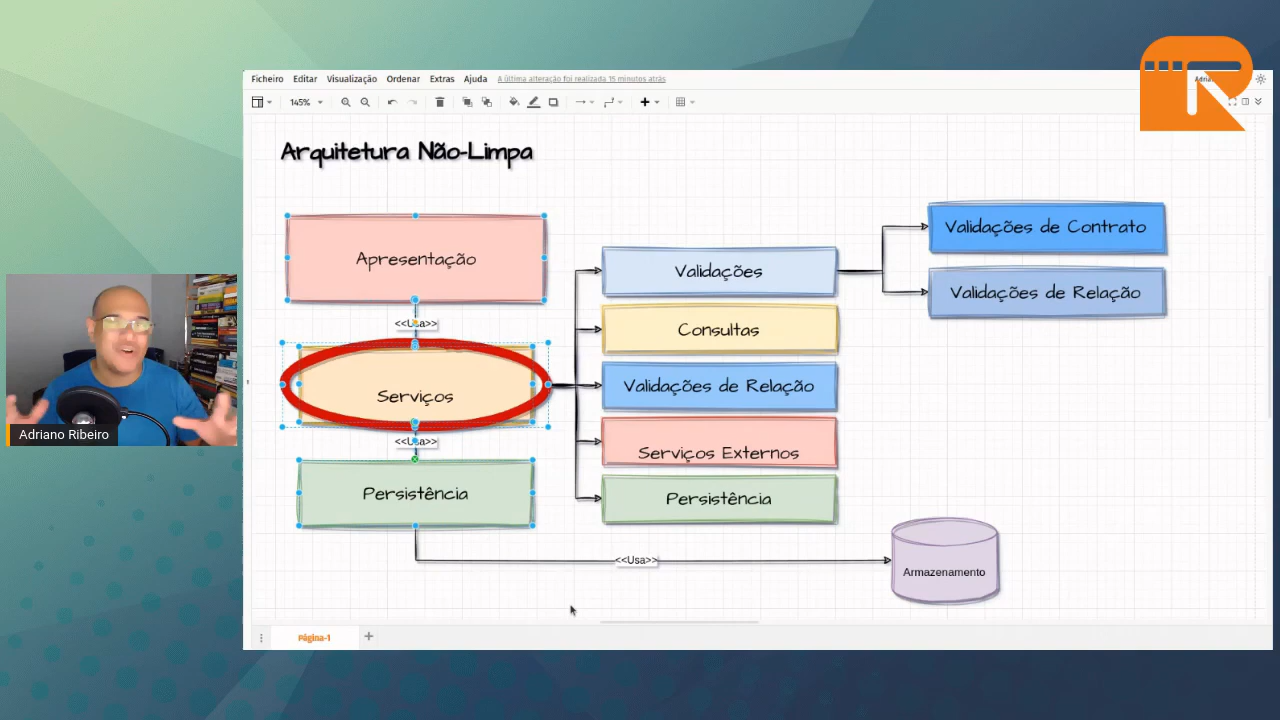 Ficheiro Editar Visualização Ordenar Extras Ajuda A última alteração foi realizada 15 minutos atrás
145%
Arquitetura Não-Limpa
Apresentação
<<Usa>>
Serviços
<<Usa>>
Persistência
Validações
Consultas
Validações de Relação
Serviços Externos
Persistência
Validações de Contrato
Validações de Relação
<<Usa>>
Armazenamento
Adriano Ribeiro
Página-1